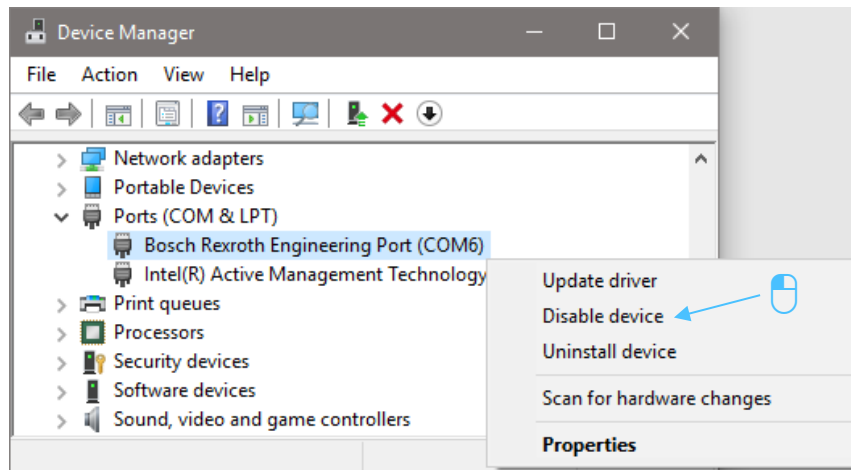 Device Manager
File Action View Help
Network adapters
Portable Devices
Ports (COM & LPT)
Bosch Rexroth Engineering Port (COM6)
Intel(R) Active Management Technology
Print queues
Processors
Security devices
Software devices
Sound, video and game controllers
Update driver
Disable device
Uninstall device
Scan for hardware changes
Properties